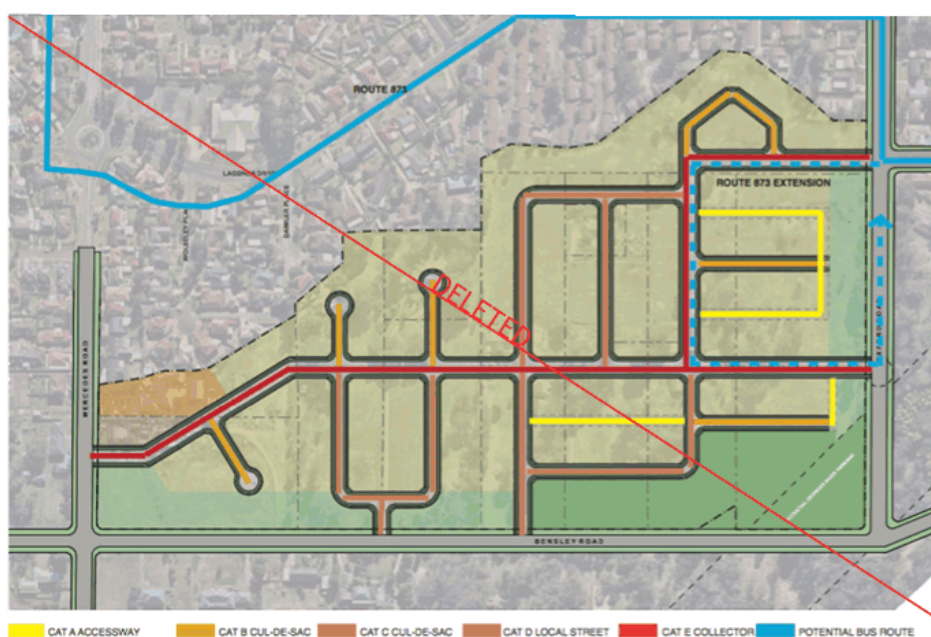 ROUTE 873
ROUTE 873 EXTENSION
DELETED
MERCEDES ROAD
BENSLEY ROAD
CAT A ACCESSWAY
CAT B CUL-DE-SAC
CAT C CUL-DE-SAC
CAT D LOCAL STREET
CAT E COLLECTOR
POTENTIAL BUS ROUTE